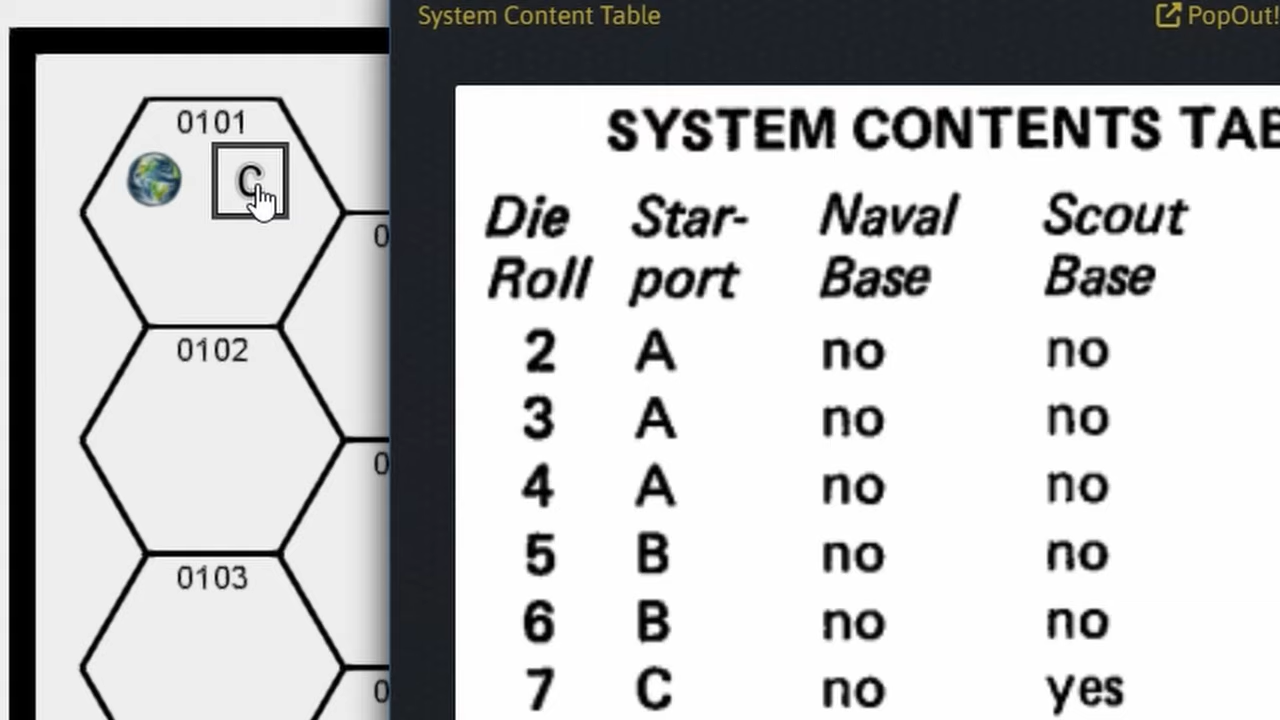 System Content Table
PopOut!
0101
C
0102
0103
SYSTEM CONTENTS TAB
Die Star- Naval Scout
Roll port Base Base
2 A no no
3 A no no
4 A no no
5 B no no
6 B no no
7 C no yes